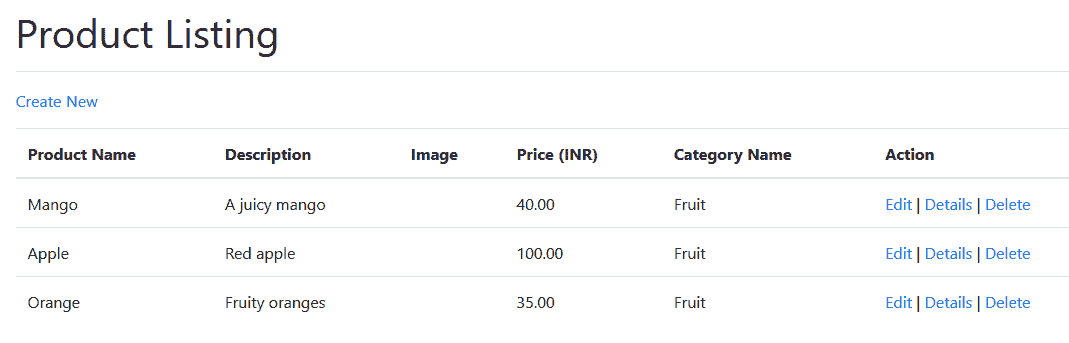 Product Listing
Create New
Product Name Description Image Price (INR) Category Name Action
Mango A juicy mango 40.00 Fruit Edit | Details | Delete
Apple Red apple 100.00 Fruit Edit | Details | Delete
Orange Fruity oranges 35.00 Fruit Edit | Details | Delete